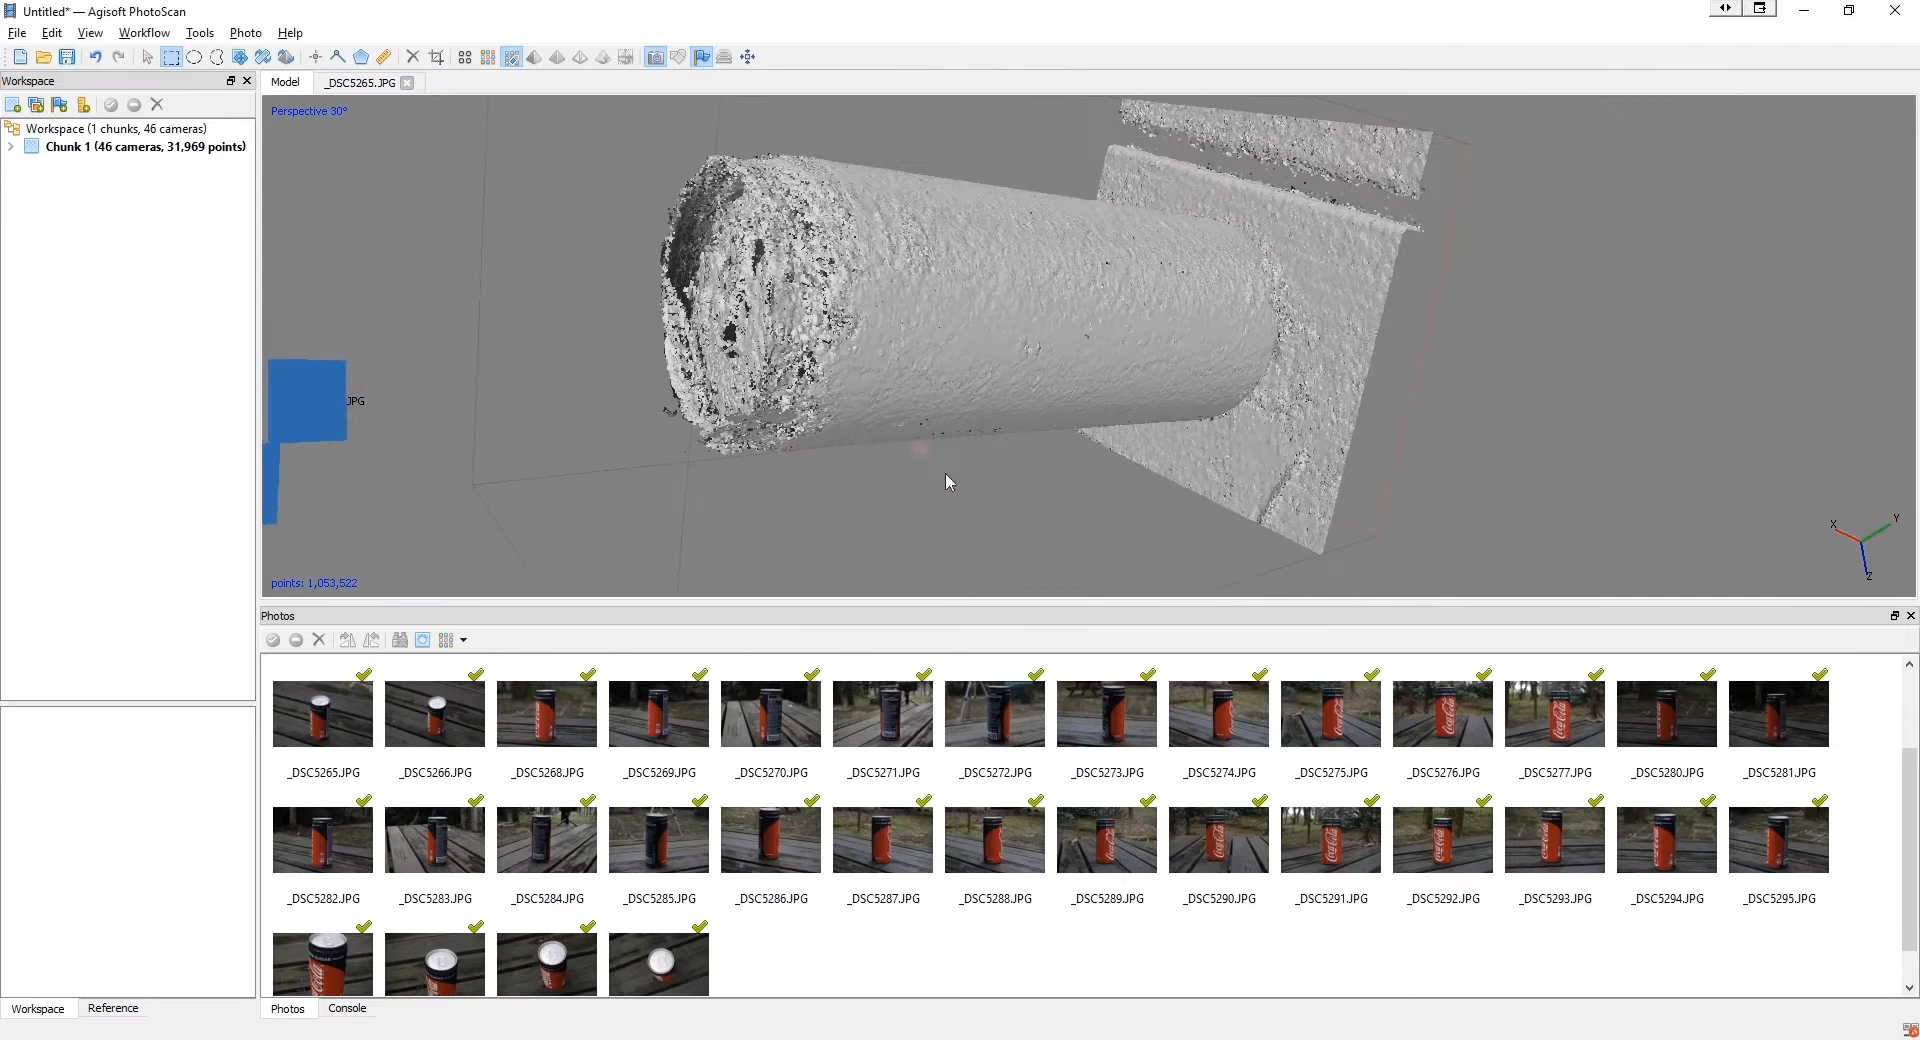 Untitled* — Agisoft PhotoScan
File Edit View Workflow Tools Photo Help
Workspace
Model _DSC5265.JPG
Perspective 30°
Workspace (1 chunks, 46 cameras)
Chunk 1 (46 cameras, 31,969 points)
JPG
X Y Z
points: 1,053,522
Photos
_DSC5265.JPG _DSC5266.JPG _DSC5268.JPG _DSC5269.JPG _DSC5270.JPG _DSC5271.JPG _DSC5272.JPG _DSC5273.JPG _DSC5274.JPG _DSC5275.JPG _DSC5276.JPG _DSC5277.JPG _DSC5280.JPG _DSC5281.JPG
_DSC5282.JPG _DSC5283.JPG _DSC5284.JPG _DSC5285.JPG _DSC5286.JPG _DSC5287.JPG _DSC5288.JPG _DSC5289.JPG _DSC5290.JPG _DSC5291.JPG _DSC5292.JPG _DSC5293.JPG _DSC5294.JPG _DSC5295.JPG
Workspace Reference
Photos Console